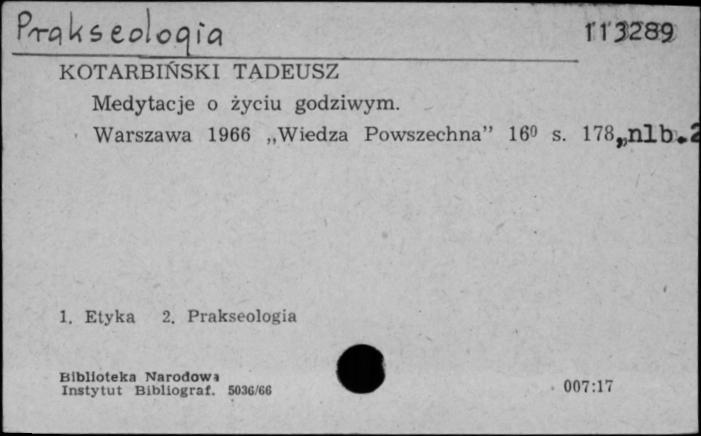 Prakseologia 113289
KOTARBIŃSKI TADEUSZ
Medytacje o życiu godziwym.
Warszawa 1966 „Wiedza Powszechna” 16⁰ s. 178,,nlb.2
1. Etyka 2. Prakseologia
Biblioteka Narodowa
Instytut Bibliograf. 5036/66 007:17